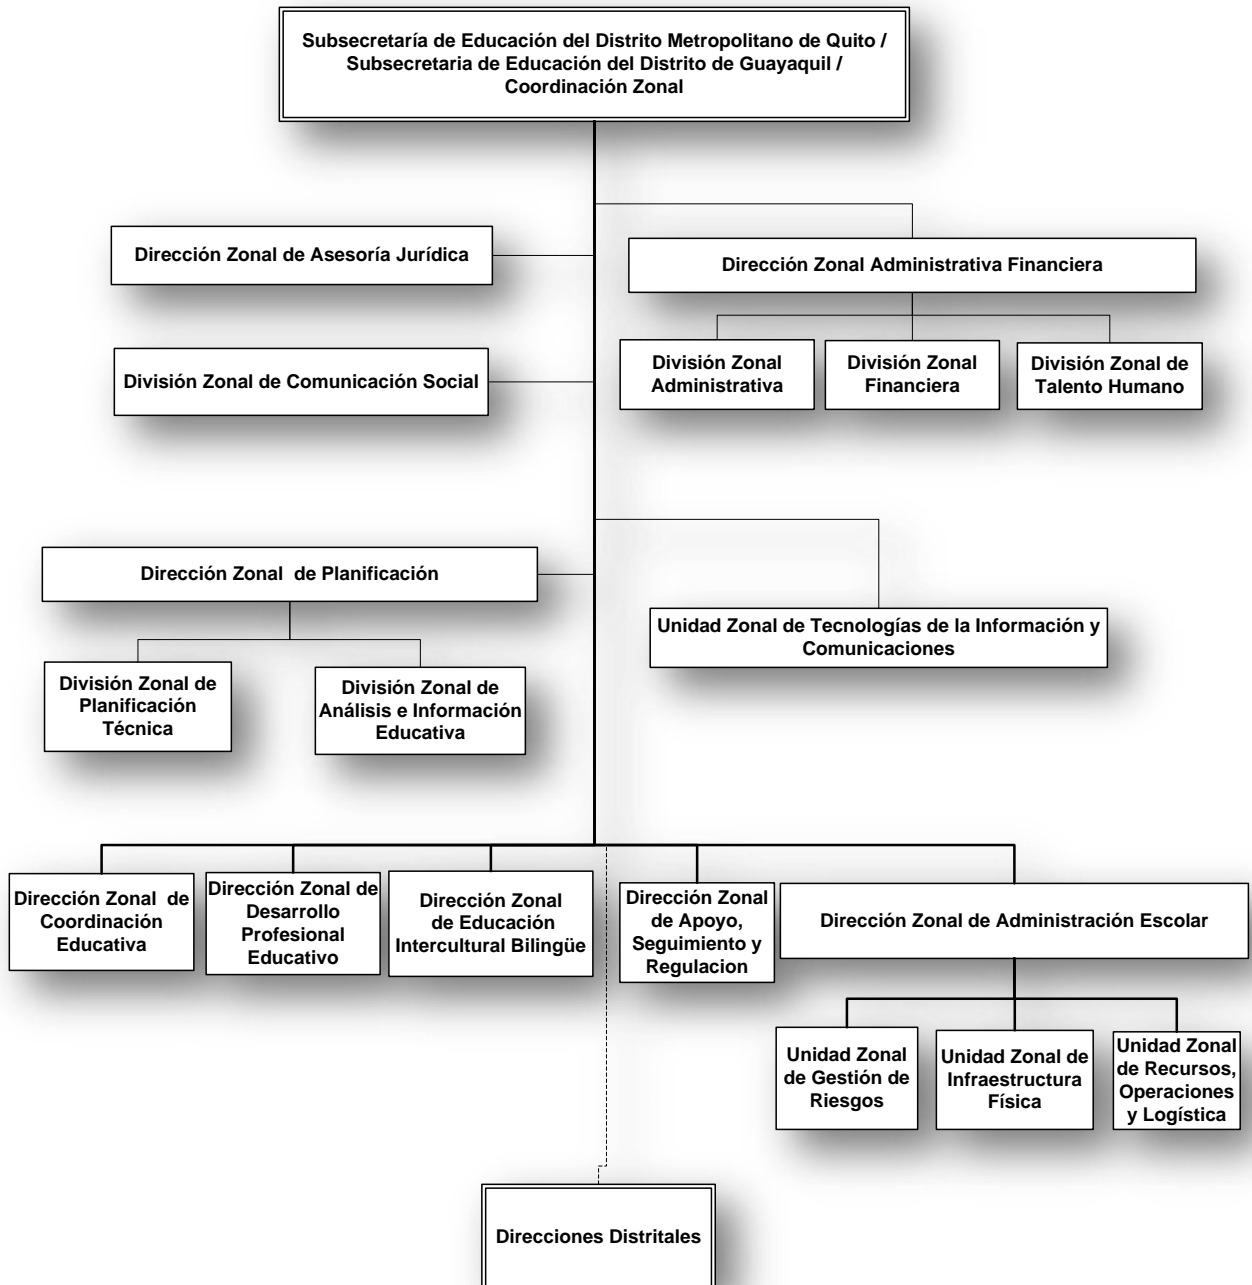 Subsecretaría de Educación del Distrito Metropolitano de Quito /
Subsecretaria de Educación del Distrito de Guayaquil /
Coordinación Zonal
Dirección Zonal de Asesoría Jurídica
Dirección Zonal Administrativa Financiera
División Zonal de Comunicación Social
División Zonal
Administrativa
División Zonal
Financiera
División Zonal de
Talento Humano
Dirección Zonal de Planificación
Unidad Zonal de Tecnologías de la Información y
Comunicaciones
División Zonal de
Planificación
Técnica
División Zonal de
Análisis e Información
Educativa
Dirección Zonal de
Coordinación
Educativa
Dirección Zonal de
Desarrollo
Profesional
Educativo
Dirección Zonal
de Educación
Intercultural Bilingüe
Dirección Zonal
de Apoyo,
Seguimiento y
Regulacion
Dirección Zonal de Administración Escolar
Unidad Zonal
de Gestión de
Riesgos
Unidad Zonal de
Infraestructura
Física
Unidad Zonal
de Recursos,
Operaciones
y Logística
Direcciones Distritales